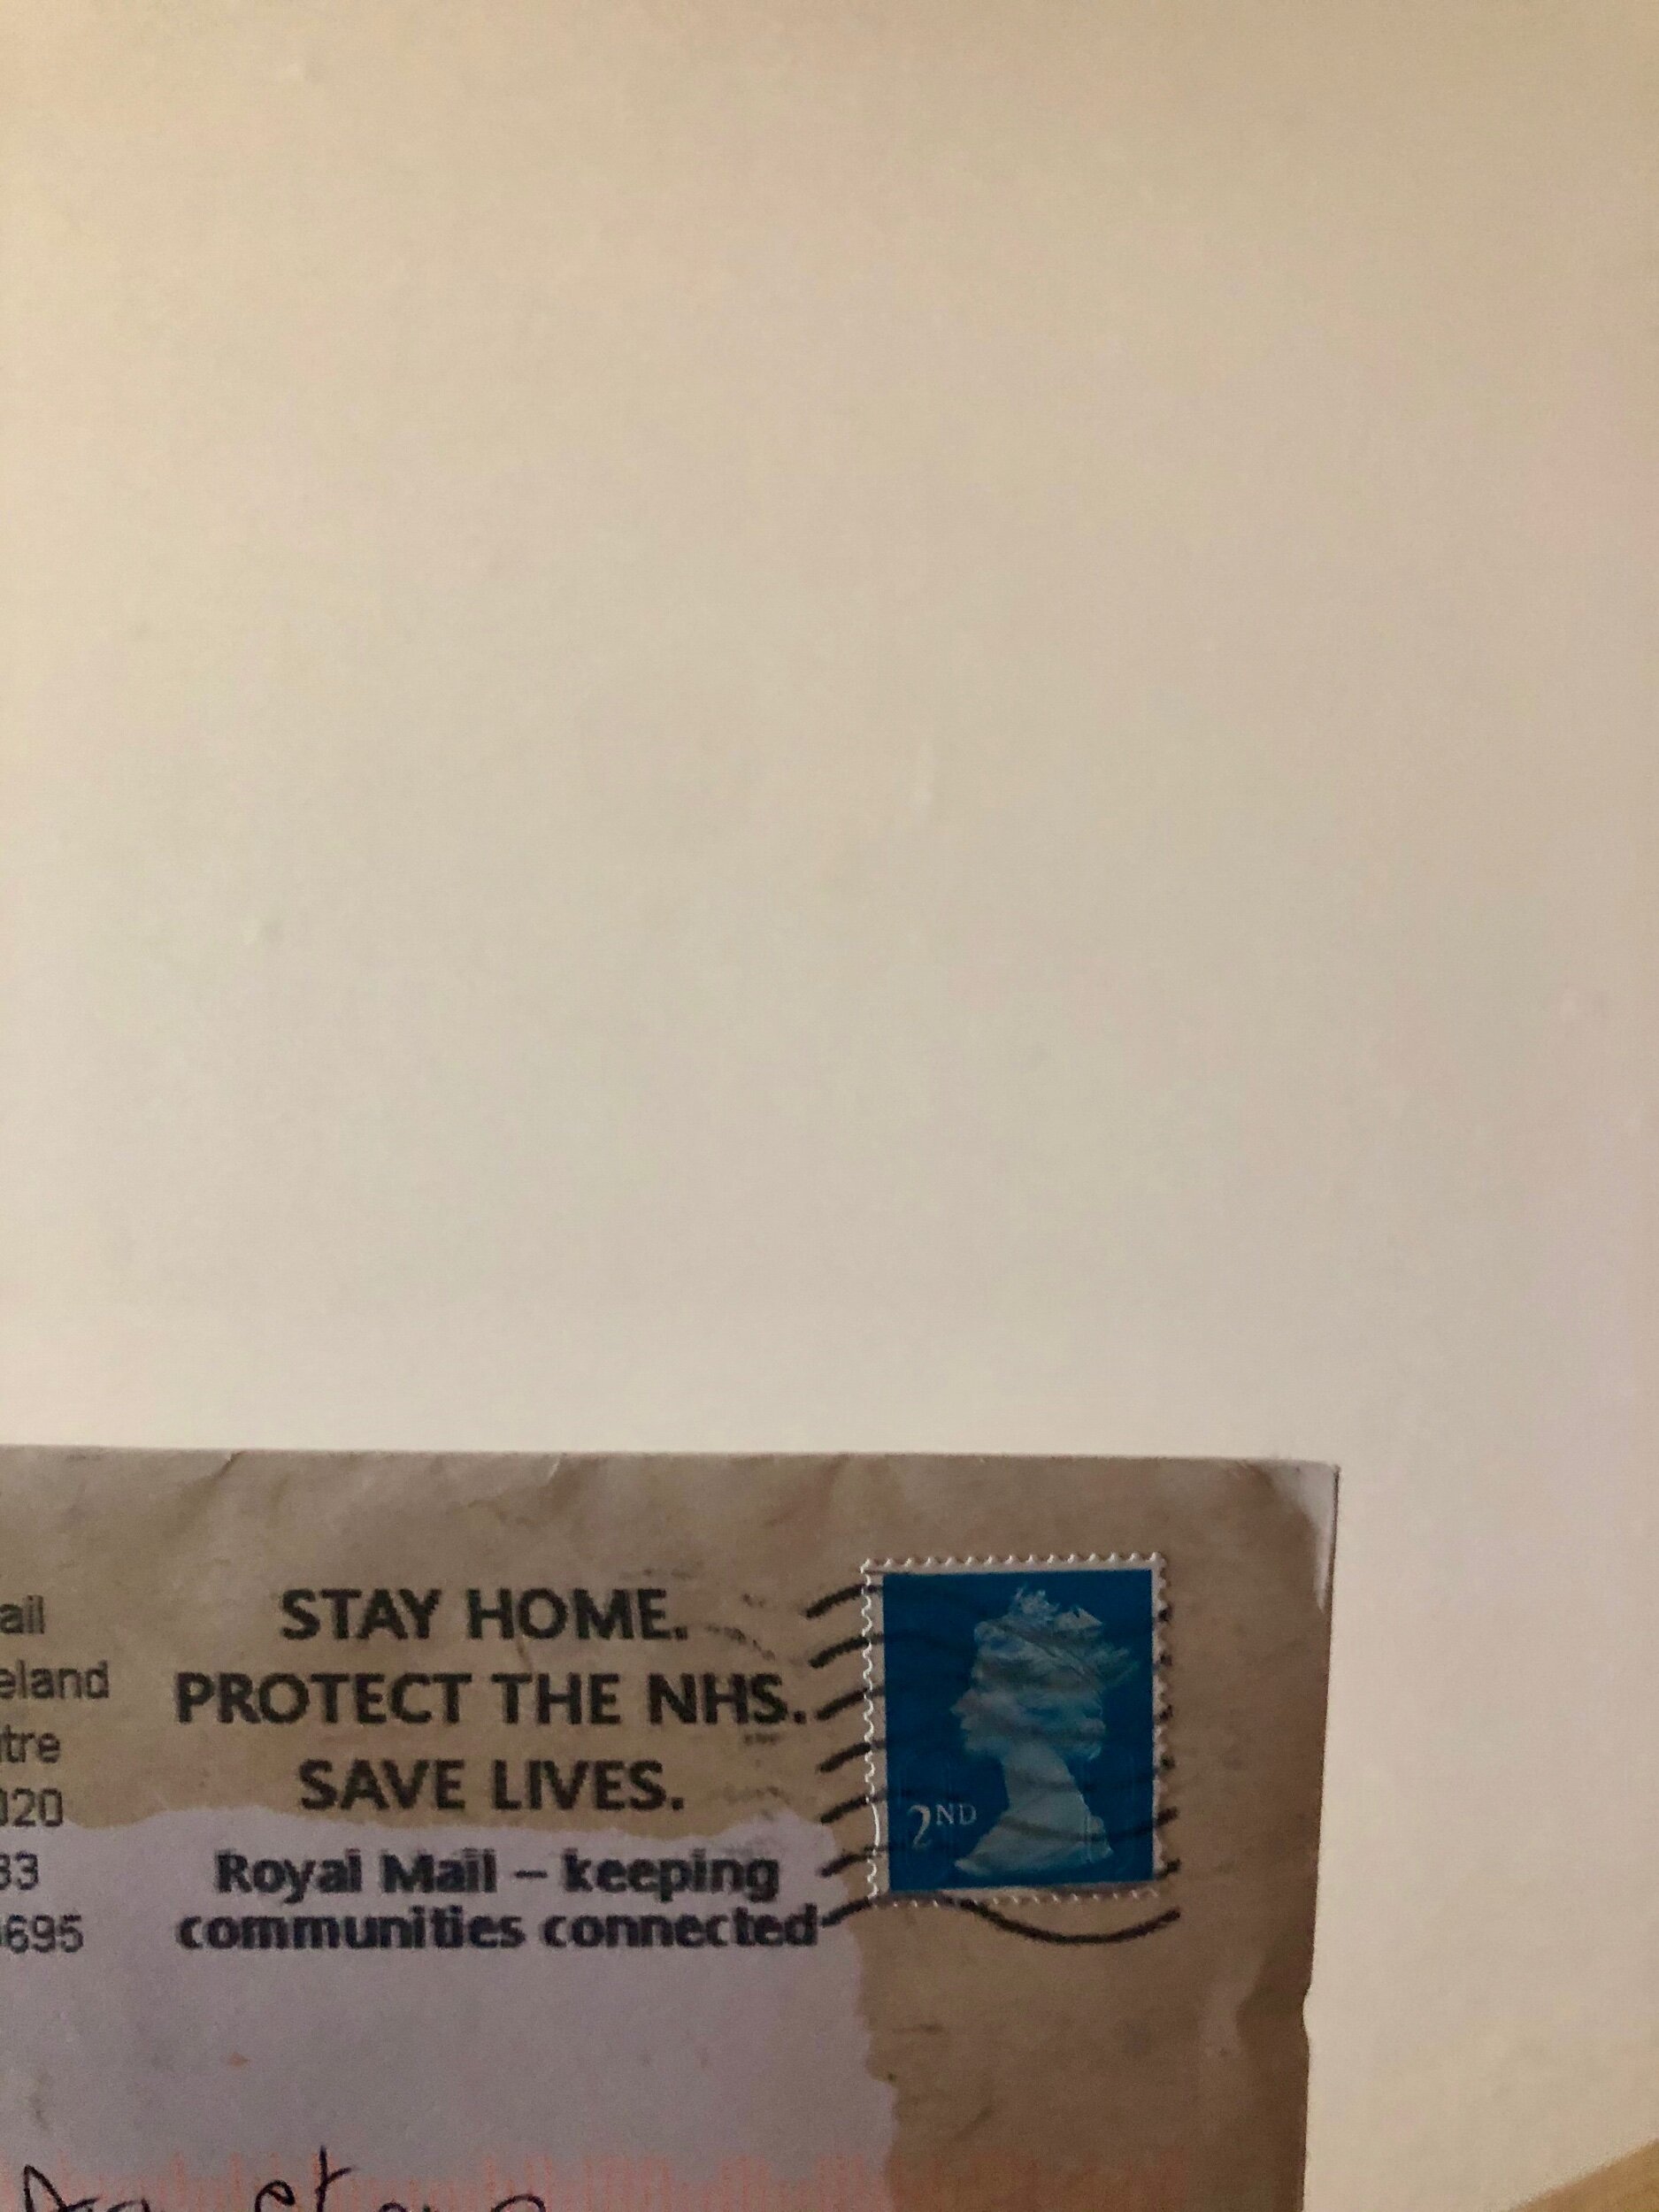 ail
eland
tre
020
33
695
STAY HOME.
PROTECT THE NHS.
SAVE LIVES.
Royal Mail – keeping
communities connected
2ND